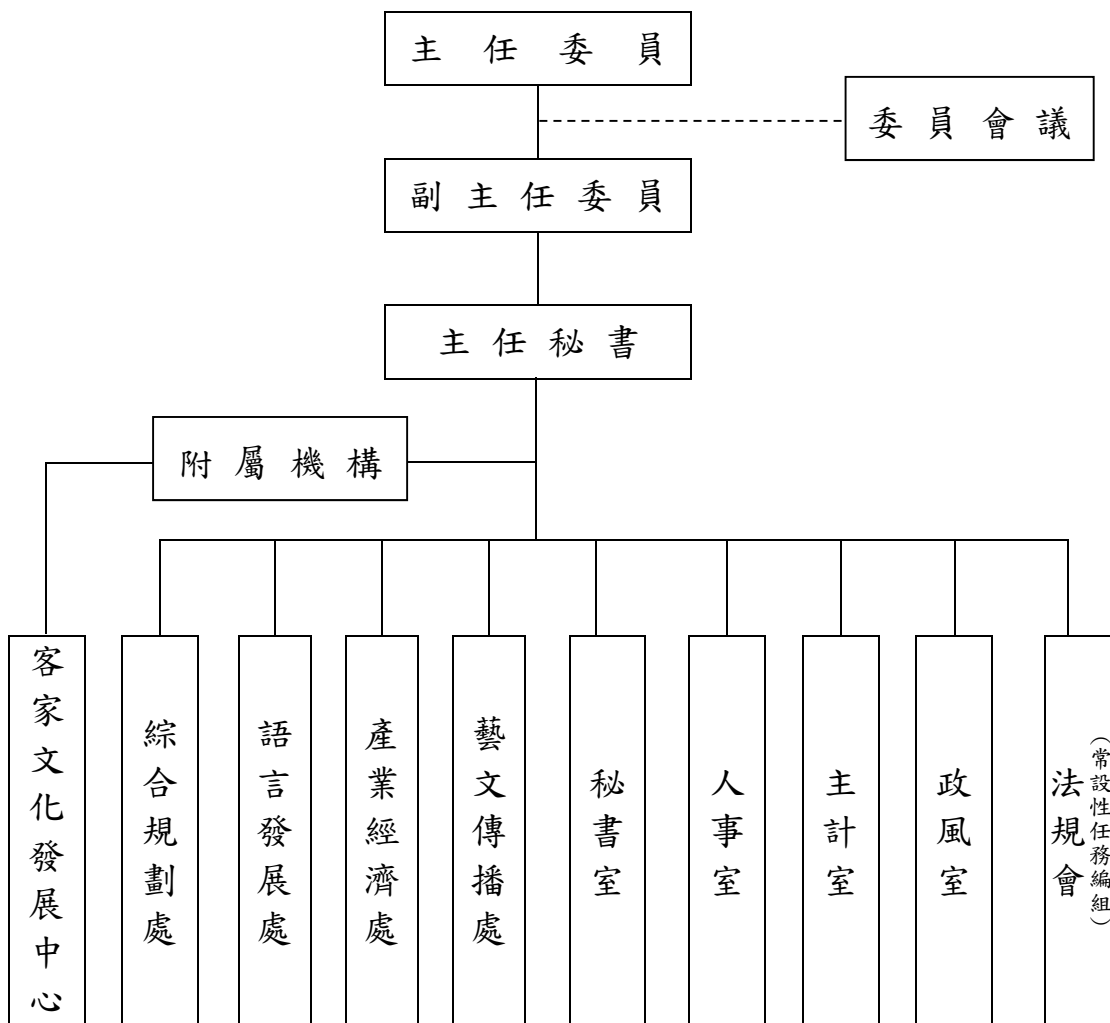 主任委員
委員會議
副主任委員
主任秘書
附屬機構
客家文化發展中心
綜合規劃處
語言發展處
產業經濟處
藝文傳播處
秘書室
人事室
主計室
政風室
法規會
（常設性任務編組）